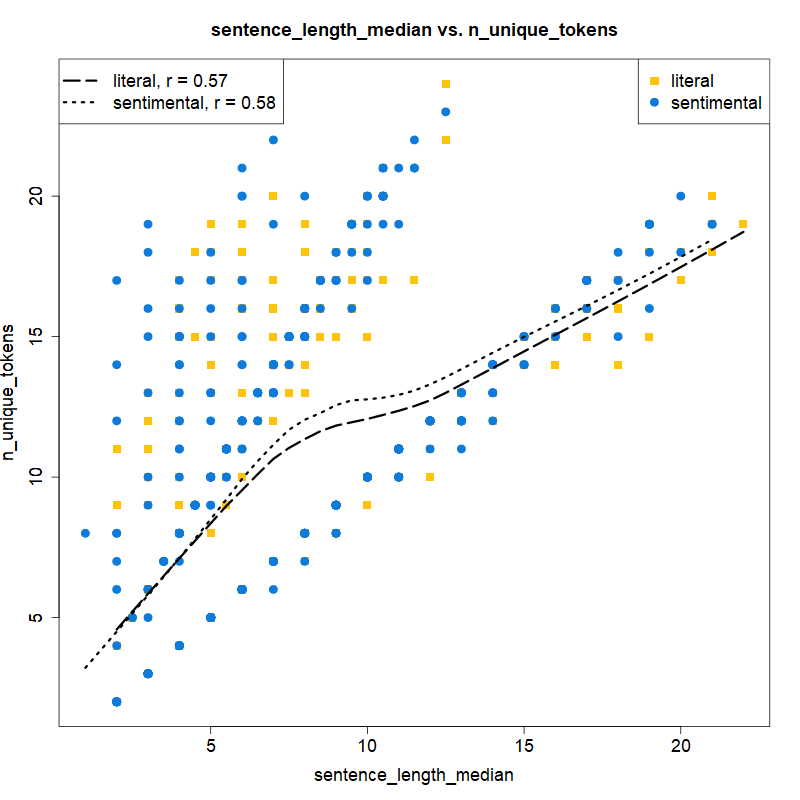 sentence_length_median vs. n_unique_tokens
literal, r = 0.57
sentimental, r = 0.58
literal
sentimental
n_unique_tokens
20
15
10
5
5
10
15
20
sentence_length_median